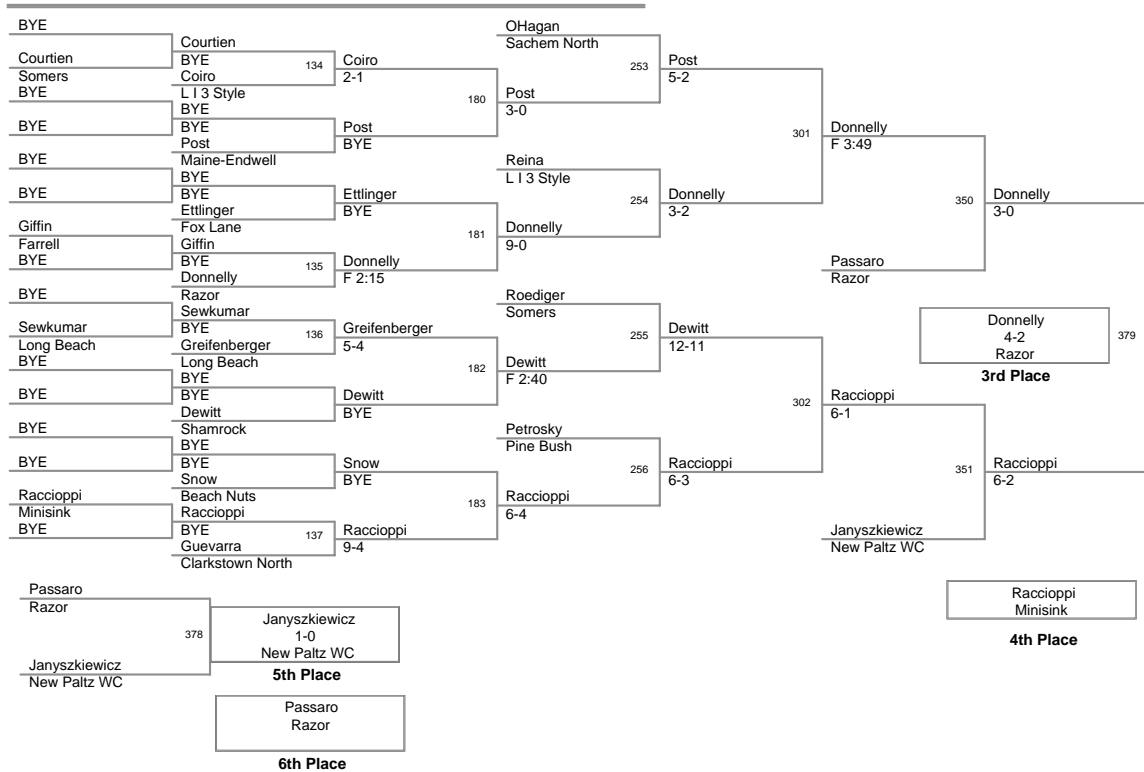 BYE
Courtien
Somers
BYE
BYE
BYE
BYE
Giffin
Farrell
BYE
BYE
Sewkumar
Long Beach
BYE
BYE
BYE
BYE
Raccioppi
Minisink
BYE
Courtien
BYE
134
Coiro
L I 3 Style
BYE
BYE
Post
Maine-Endwell
BYE
BYE
Ettlinger
Fox Lane
Giffin
BYE
135
Donnelly
Razor
Sewkumar
BYE
136
Greifenberger
Long Beach
BYE
BYE
Dewitt
Shamrock
BYE
BYE
Snow
Beach Nuts
Raccioppi
BYE
137
Guevarra
Clarkstown North
Coiro
2-1
180
Post
BYE
Ettlinger
BYE
181
Donnelly
F 2:15
Greifenberger
5-4
182
Dewitt
BYE
Snow
BYE
183
Raccioppi
9-4
OHagan
Sachem North
253
Post
3-0
Reina
L I 3 Style
254
Donnelly
9-0
Roediger
Somers
255
Dewitt
F 2:40
Petrosky
Pine Bush
256
Raccioppi
6-4
Post
5-2
301
Donnelly
3-2
Dewitt
12-11
302
Raccioppi
6-3
Donnelly
F 3:49
350
Passaro
Razor
Raccioppi
6-1
351
Janyszkiewicz
New Paltz WC
Donnelly
3-0
Donnelly
4-2
Razor
379
3rd Place
Raccioppi
6-2
Raccioppi
Minisink
4th Place
Passaro
Razor
378
Janyszkiewicz
New Paltz WC
Janyszkiewicz
1-0
New Paltz WC
5th Place
Passaro
Razor
6th Place